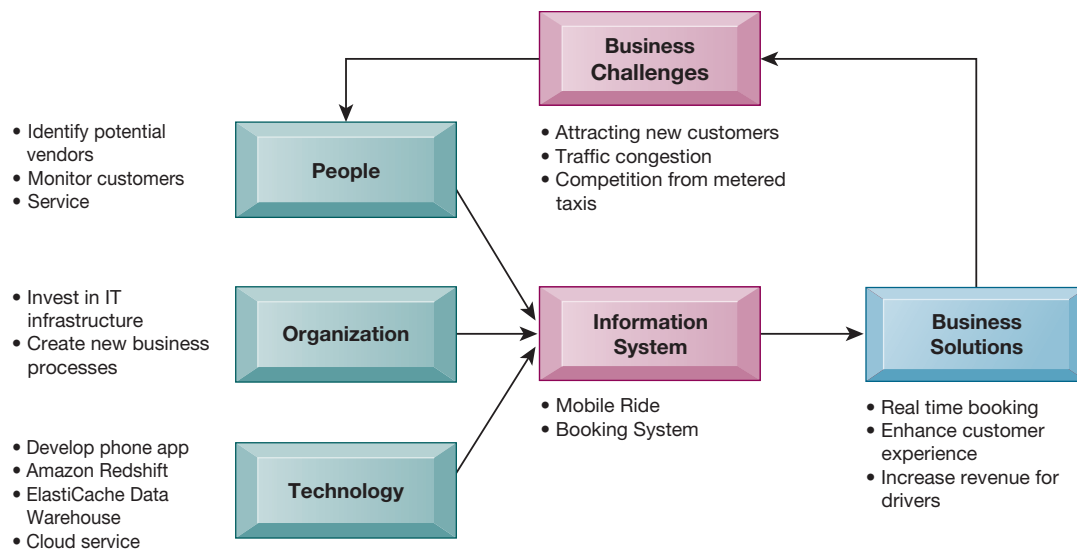 Business
Challenges
• Attracting new customers
• Traffic congestion
• Competition from metered
taxis
• Identify potential
vendors
• Monitor customers
• Service
People
• Invest in IT
infrastructure
• Create new business
processes
Organization
• Develop phone app
• Amazon Redshift
• ElastiCache Data
Warehouse
• Cloud service
Technology
Information
System
• Mobile Ride
• Booking System
Business
Solutions
• Real time booking
• Enhance customer
experience
• Increase revenue for
drivers